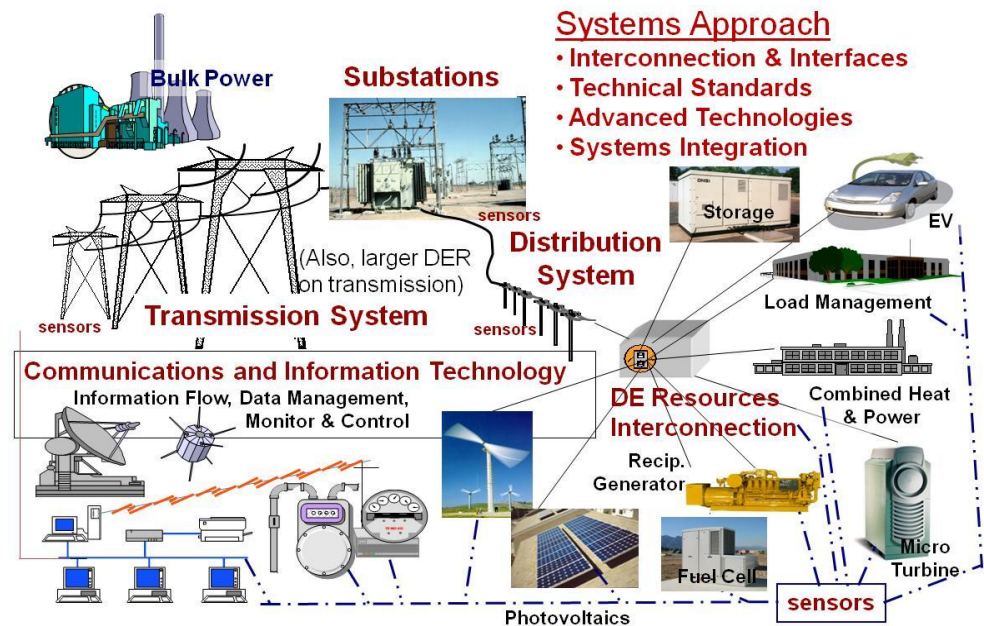 Systems Approach
• Interconnection & Interfaces
• Technical Standards
• Advanced Technologies
• Systems Integration
Bulk Power
Substations
sensors
Storage
EV
Distribution
System
(Also, larger DER
on transmission)
Load Management
sensors
Transmission System
sensors
Communications and Information Technology
Information Flow, Data Management,
Monitor & Control
DE Resources
Interconnection
Combined Heat
& Power
Recip.
Generator
Fuel Cell
Micro
Turbine
sensors
Photovoltaics